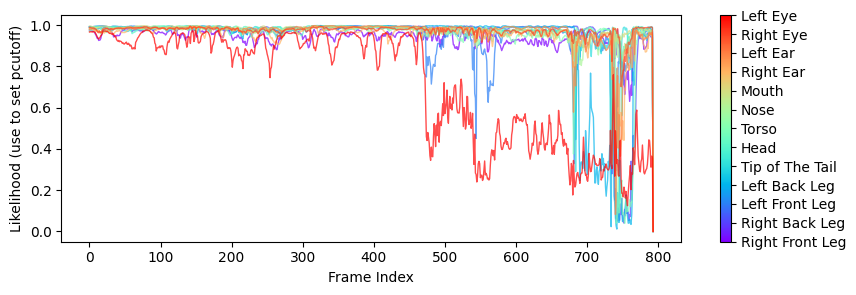 Likelihood (use to set pcutoff)
1.0
0.8
0.6
0.4
0.2
0.0
0 100 200 300 400 500 600 700 800
Frame Index
Left Eye
Right Eye
Left Ear
Right Ear
Mouth
Nose
Torso
Head
Tip of The Tail
Left Back Leg
Left Front Leg
Right Back Leg
Right Front Leg